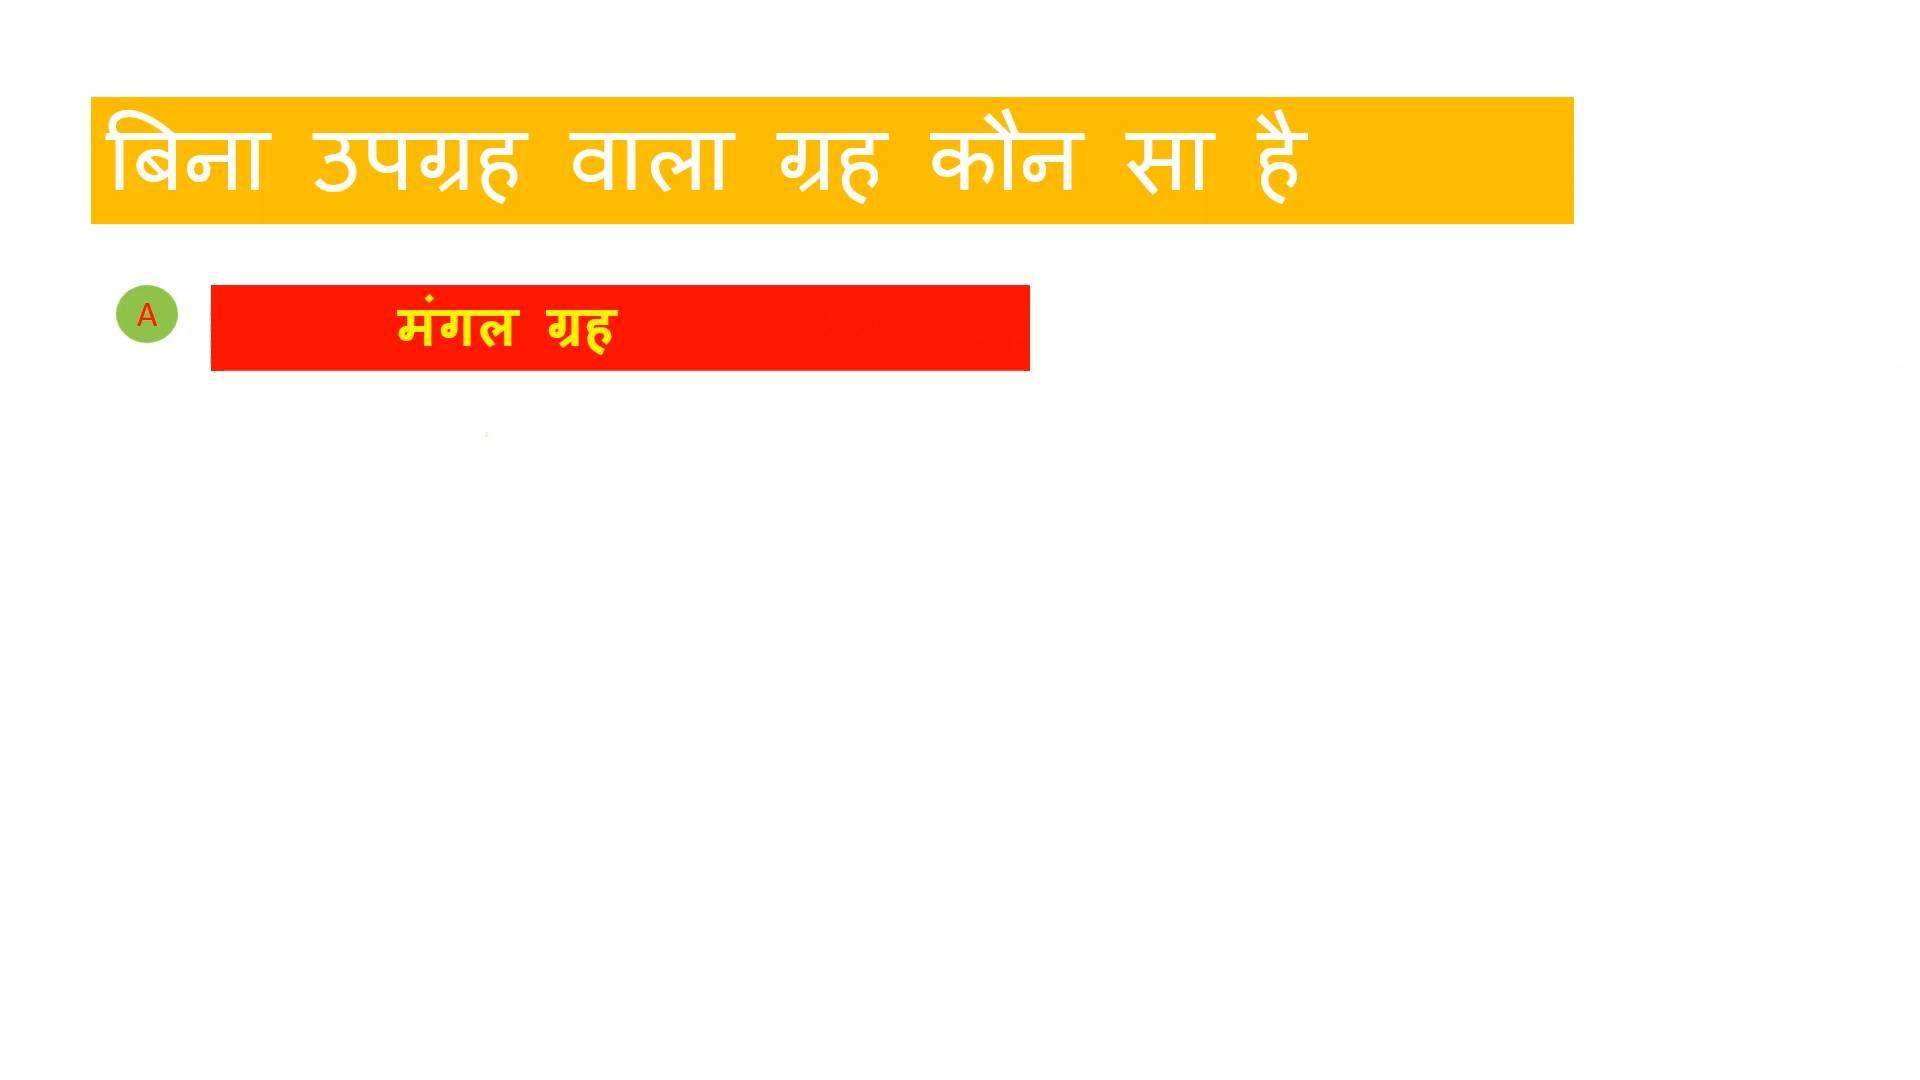 बिना उपग्रह वाला ग्रह कौन सा है
A मंगल ग्रह